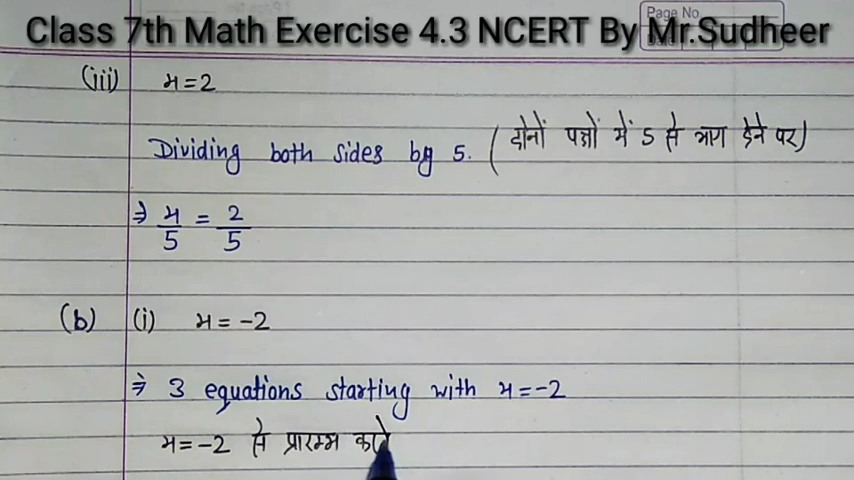 Page No
Class 7th Math Exercise 4.3 NCERT By Mr.Sudheer
(iii) x = 2
Dividing both sides by 5. (दोनों पक्षों में 5 से भाग देने पर)
⇒ x/5 = 2/5
(b) (i) x = -2
⇒ 3 equations starting with x = -2
x = -2 से प्रारम्भ करते